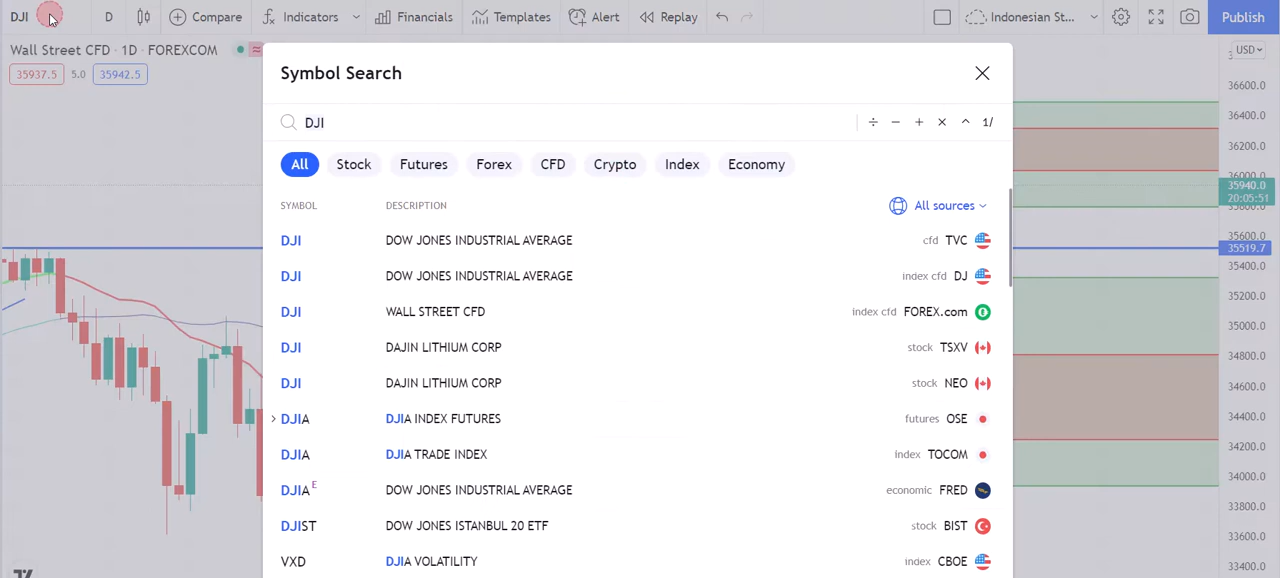 DJI D Compare Indicators Financials Templates Alert Replay Indonesian St... Publish
Wall Street CFD · 1D · FOREXCOM
USD
35937.5 5.0 35942.5
Symbol Search
DJI 1/
All Stock Futures Forex CFD Crypto Index Economy
SYMBOL DESCRIPTION All sources
DJI DOW JONES INDUSTRIAL AVERAGE cfd TVC
DJI DOW JONES INDUSTRIAL AVERAGE index cfd DJ
DJI WALL STREET CFD index cfd FOREX.com
DJI DAJIN LITHIUM CORP stock TSXV
DJI DAJIN LITHIUM CORP stock NEO
DJIA DJIA INDEX FUTURES futures OSE
DJIA DJIA TRADE INDEX index TOCOM
DJIA E DOW JONES INDUSTRIAL AVERAGE economic FRED
DJIST DOW JONES ISTANBUL 20 ETF stock BIST
VXD DJIA VOLATILITY index CBOE
36600.0
36400.0
36200.0
36000.0
35940.0
20:05:51
35800.0
35600.0
35519.7
35400.0
35200.0
35000.0
34800.0
34600.0
34400.0
34200.0
34000.0
33800.0
33600.0
33400.0